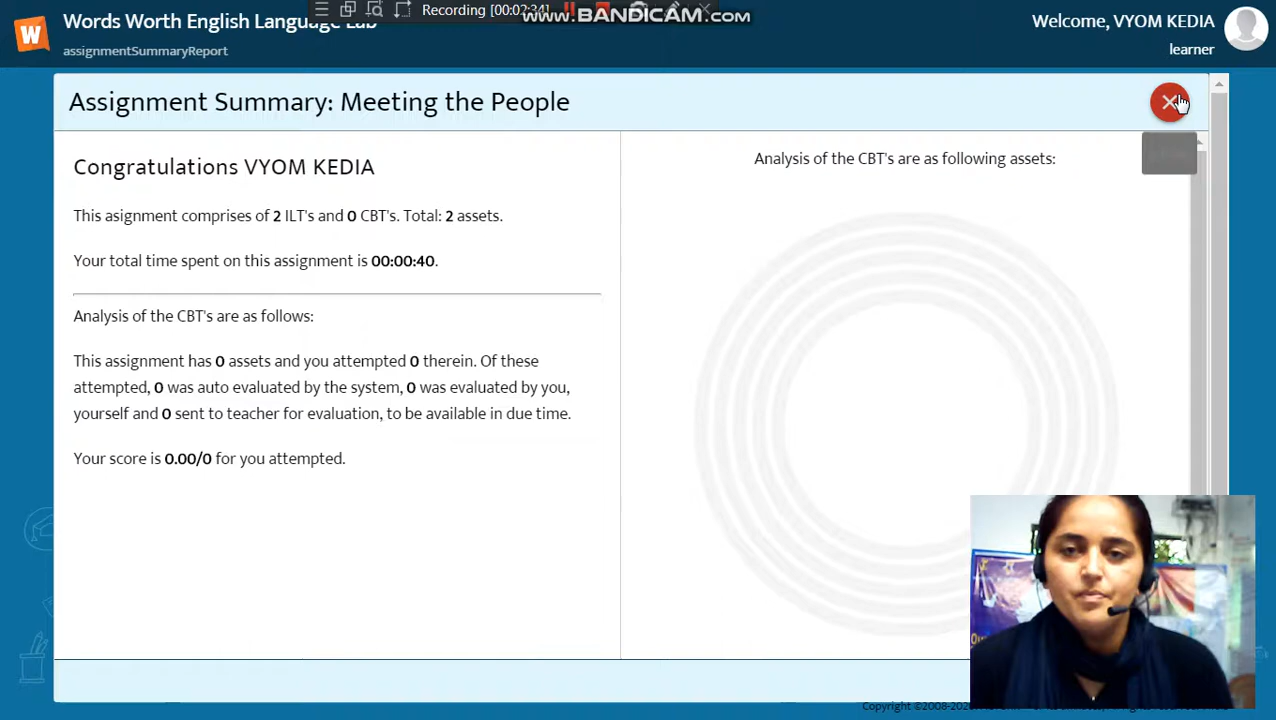 Recording [00:02:34]
www.BANDICAM.com
Words Worth English Language Lab
assignmentSummaryReport
Welcome, VYOM KEDIA
learner
Assignment Summary: Meeting the People
Congratulations VYOM KEDIA
This asignment comprises of 2 ILT's and 0 CBT's. Total: 2 assets.
Your total time spent on this assignment is 00:00:40.
Analysis of the CBT's are as follows:
This assignment has 0 assets and you attempted 0 therein. Of these
attempted, 0 was auto evaluated by the system, 0 was evaluated by you,
yourself and 0 sent to teacher for evaluation, to be available in due time.
Your score is 0.00/0 for you attempted.
Analysis of the CBT's are as following assets:
Copyright